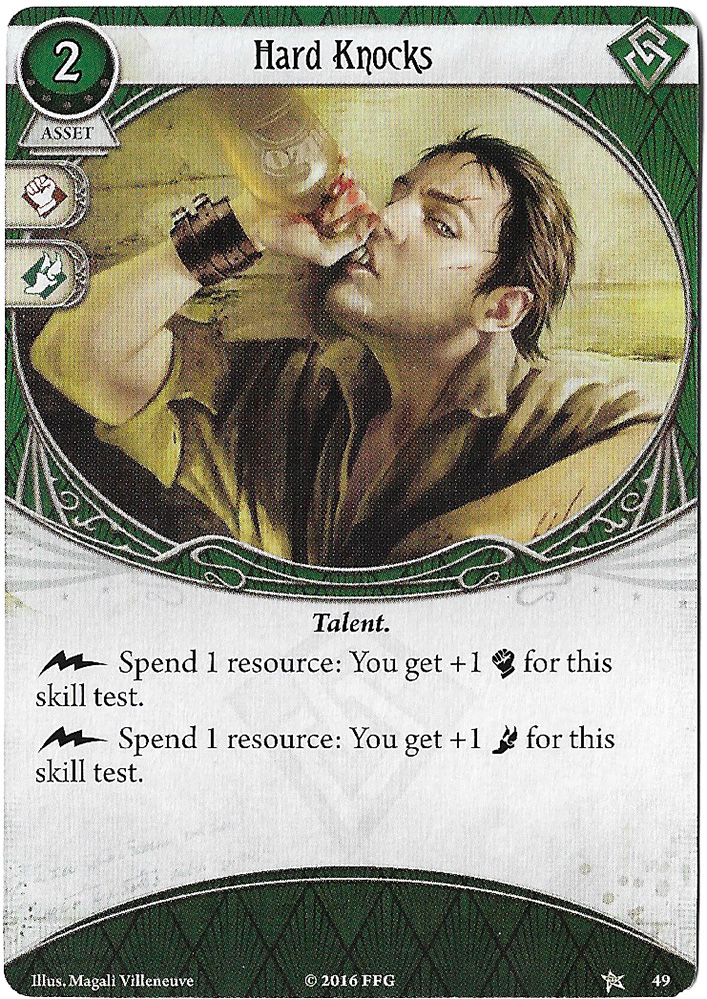 2
Hard Knocks
ASSET
Talent.
Spend 1 resource: You get +1 for this
skill test.
Spend 1 resource: You get +1 for this
skill test.
Illus. Magali Villeneuve
© 2016 FFG
49